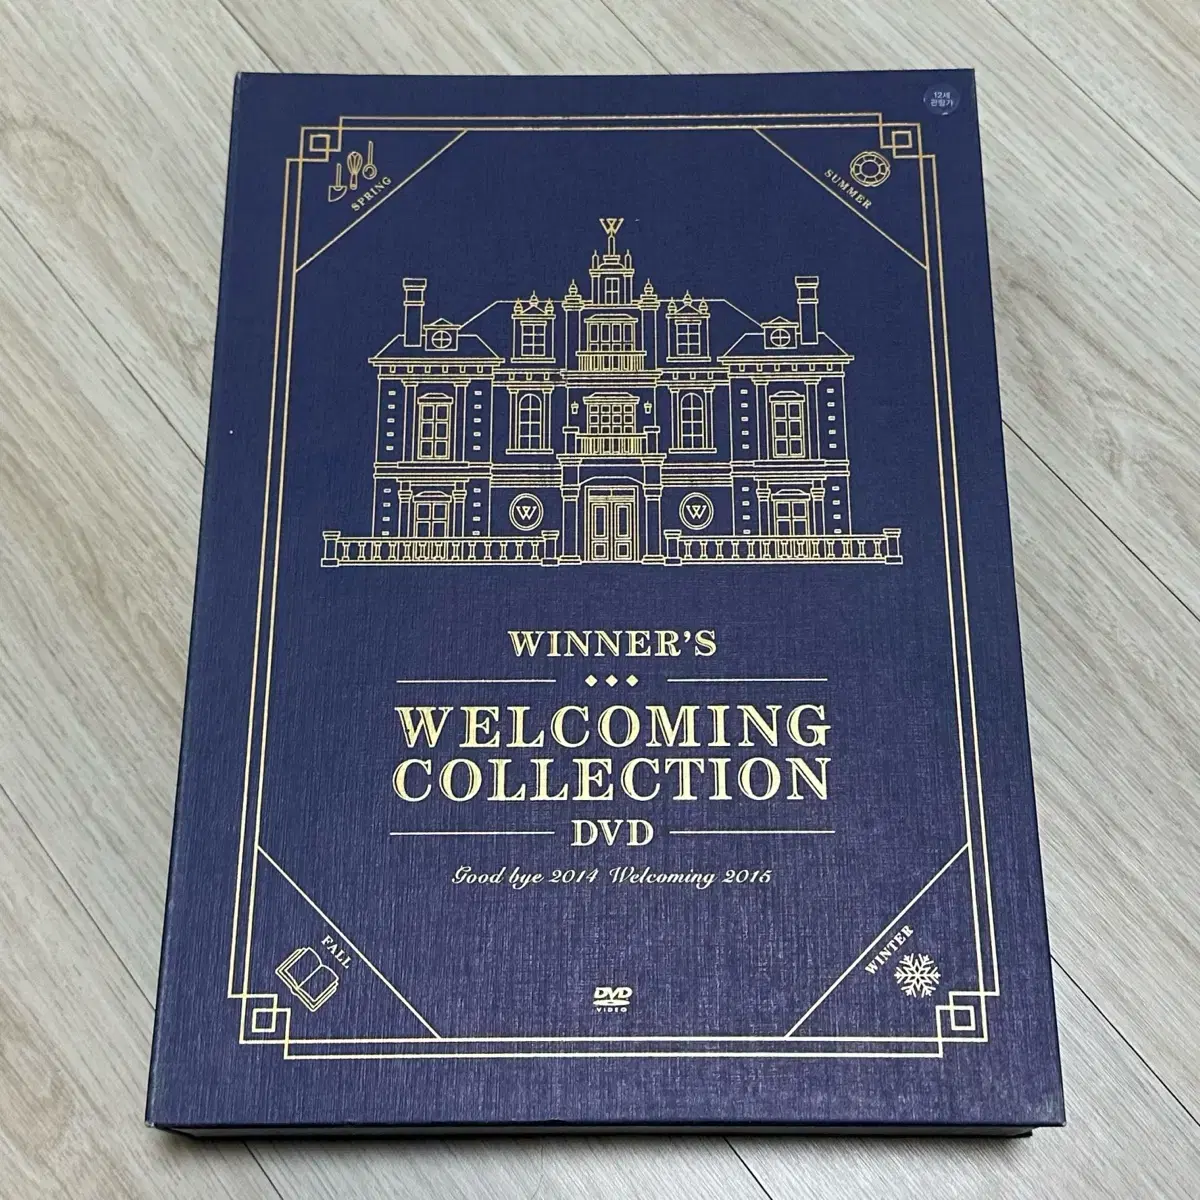 12세
관람가
SPRING
SUMMER
W
W
W
WINNER'S
WELCOMING
COLLECTION
DVD
Good bye 2014 Welcoming 2015
FALL
WINTER
DVD
VIDEO